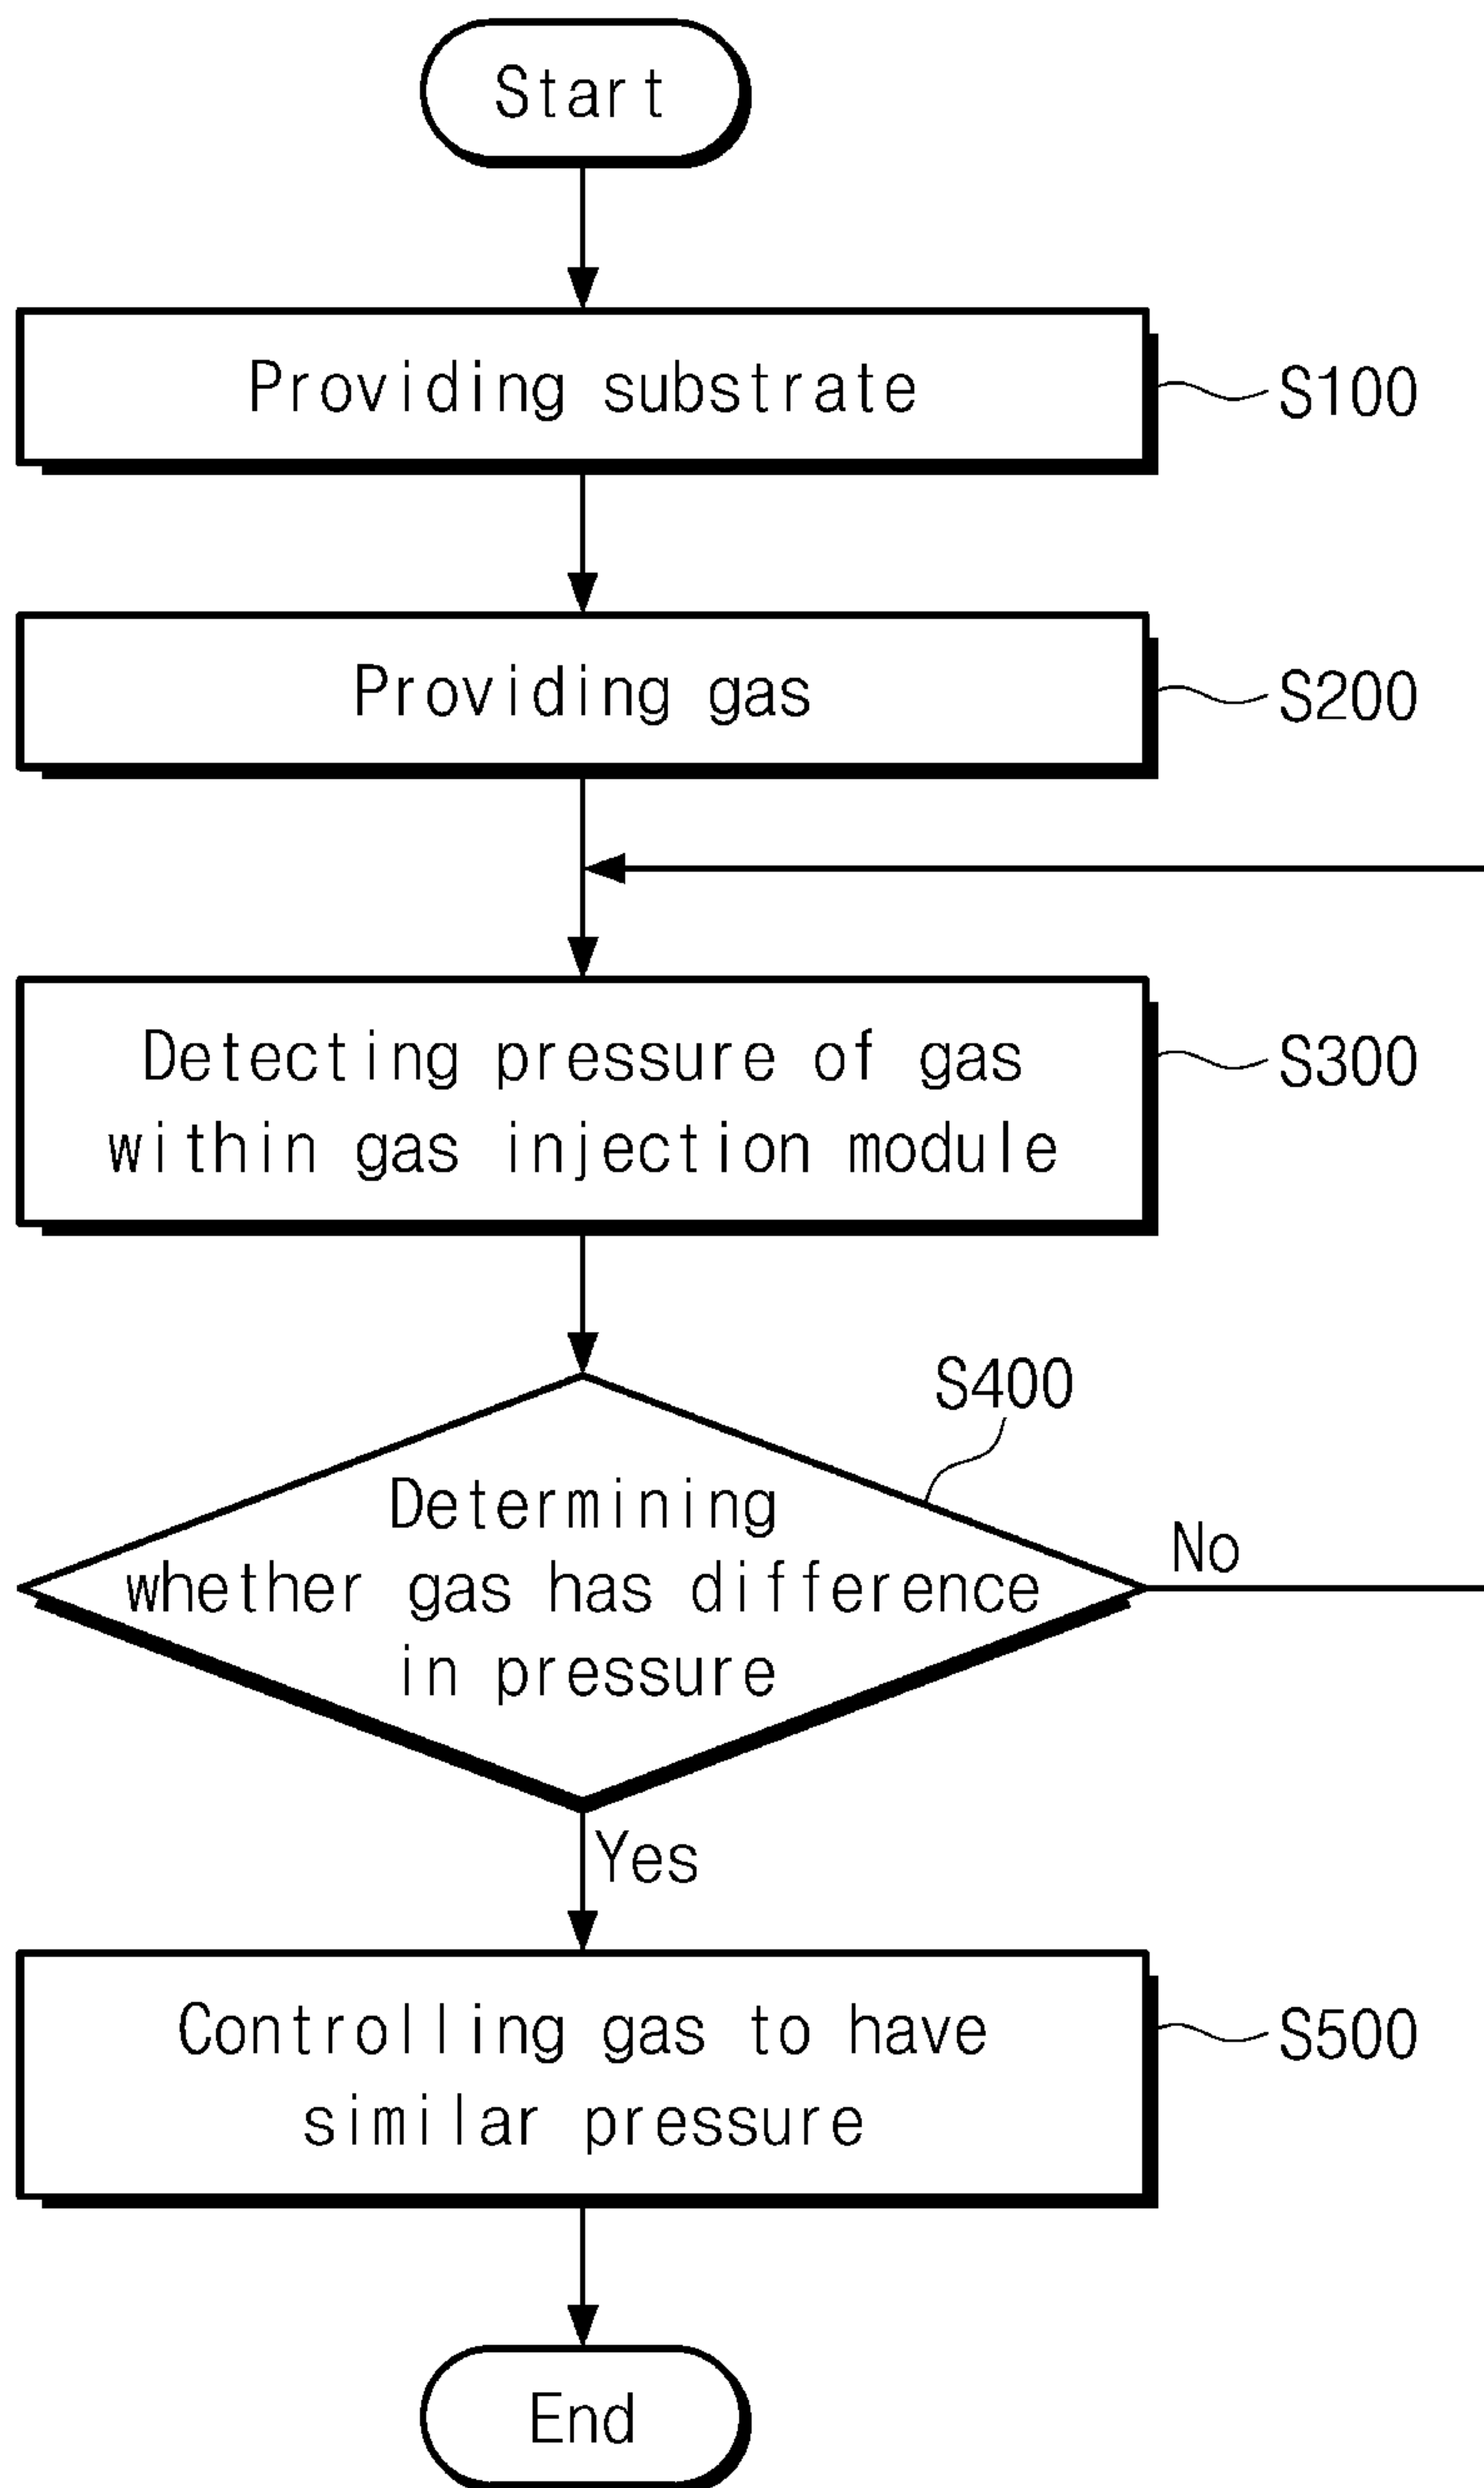 Start
Providing substrate
S100
Providing gas
S200
Detecting pressure of gas
within gas injection module
S300
S400
Determining
whether gas has difference
in pressure
No
Yes
Controlling gas to have
similar pressure
S500
End